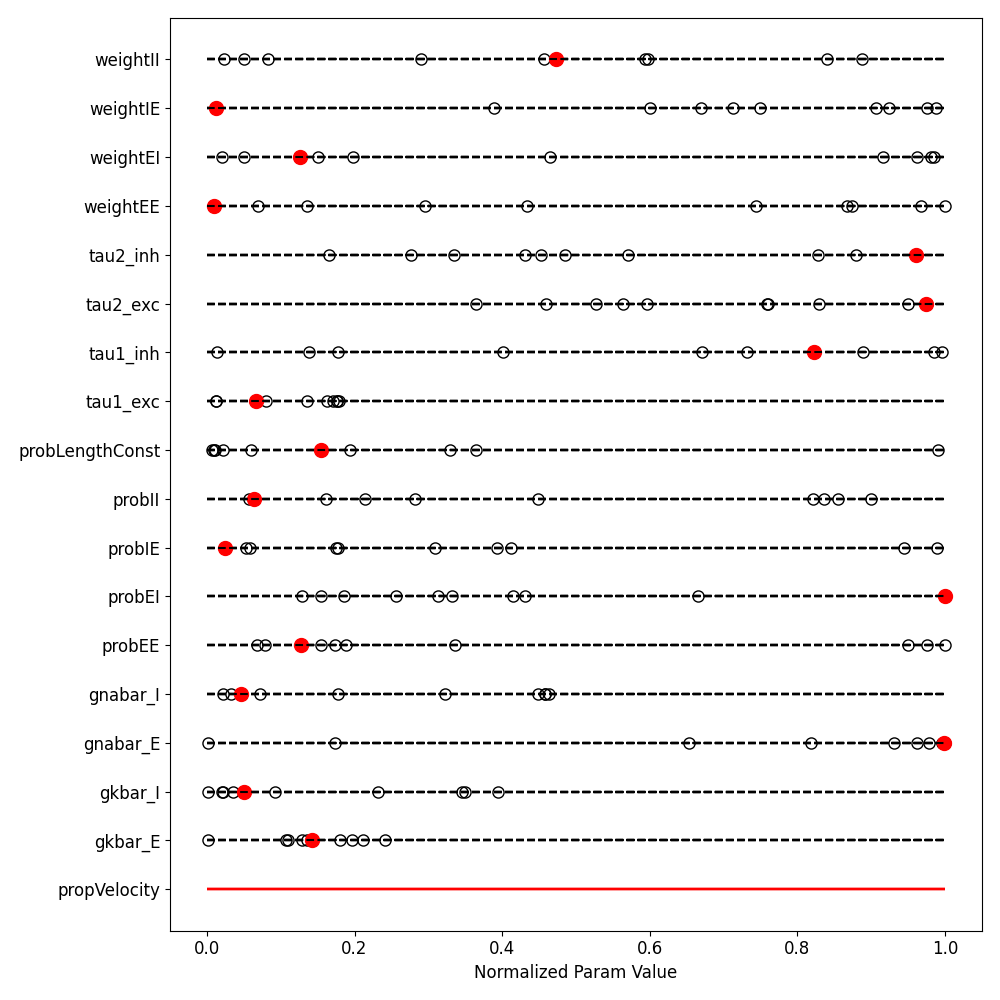 weightII
weightIE
weightEI
weightEE
tau2_inh
tau2_exc
tau1_inh
tau1_exc
probLengthConst
probII
probIE
probEI
probEE
gnabar_I
gnabar_E
gkbar_I
gkbar_E
propVelocity
0.0 0.2 0.4 0.6 0.8 1.0
Normalized Param Value